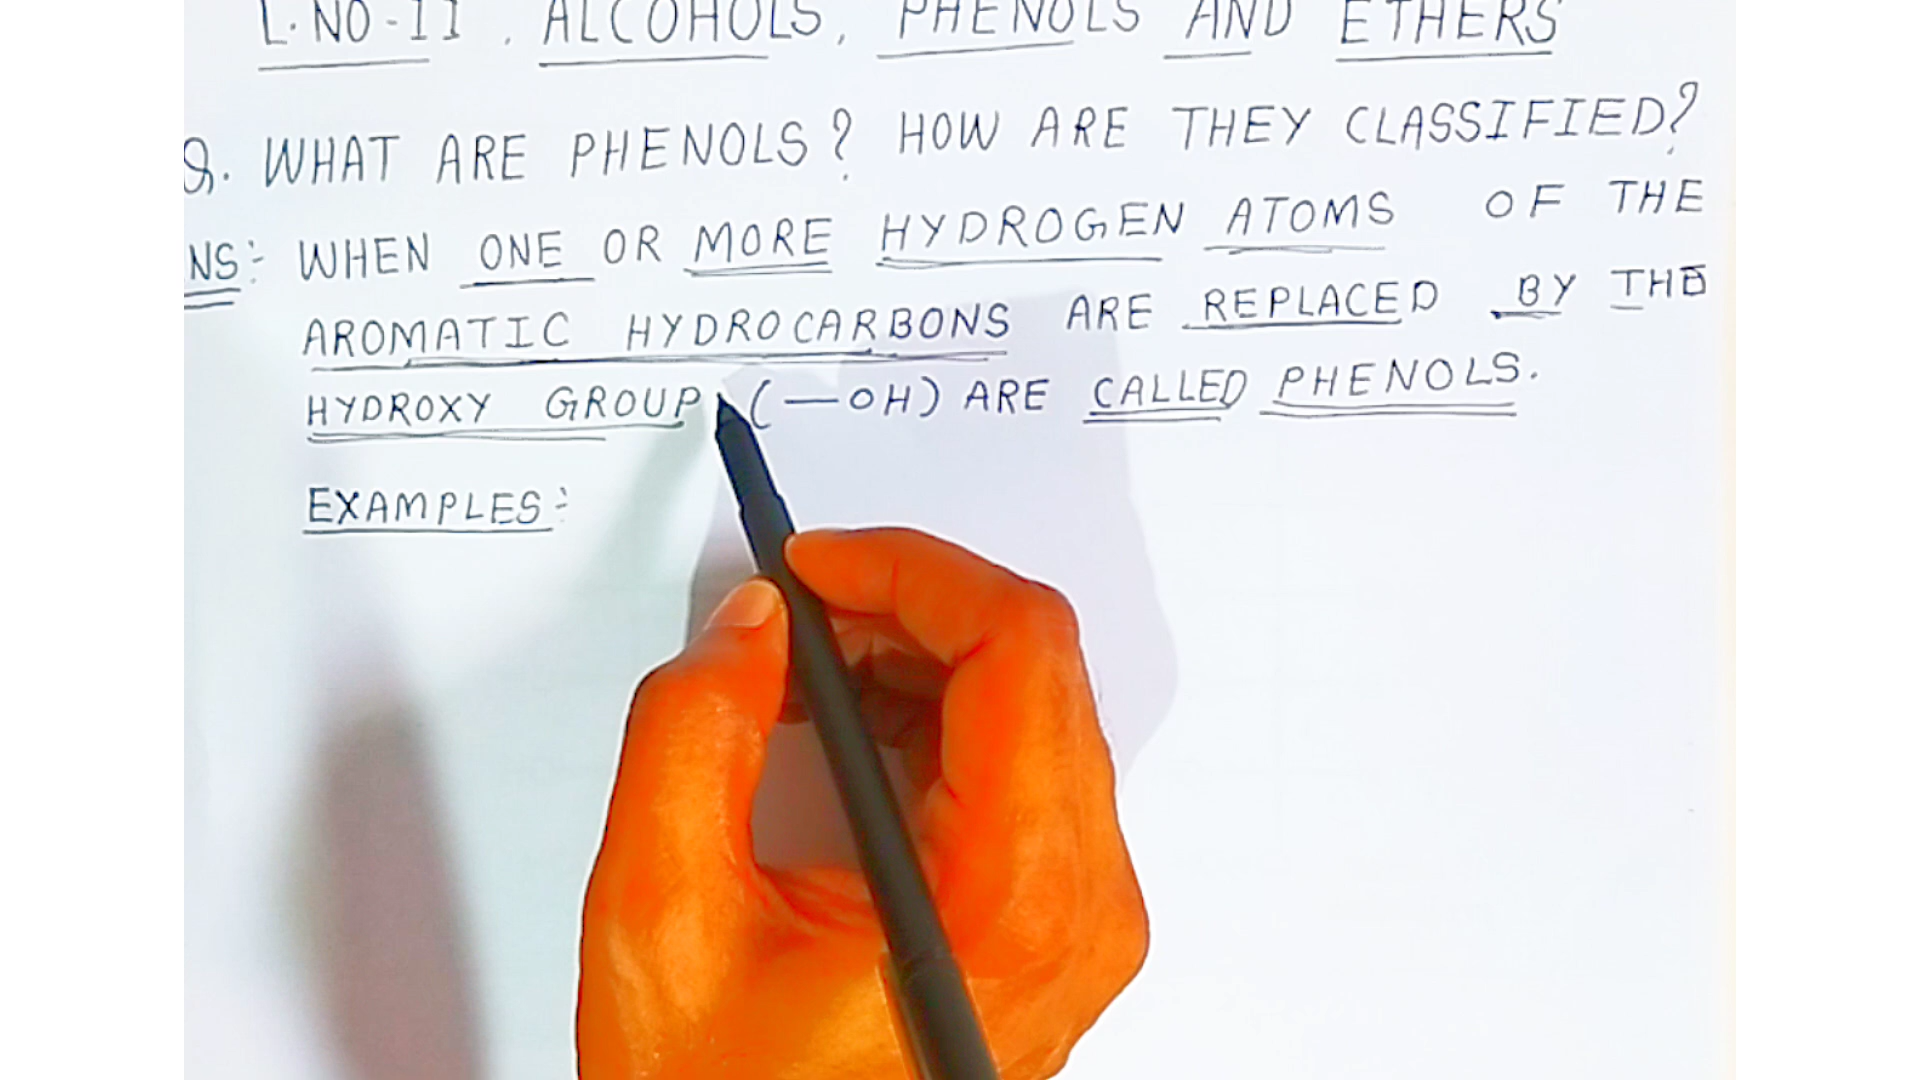 L.NO-11. ALCOHOLS, PHENOLS AND ETHERS
Q. WHAT ARE PHENOLS? HOW ARE THEY CLASSIFIED?
NS:- WHEN ONE OR MORE HYDROGEN ATOMS OF THE
AROMATIC HYDROCARBONS ARE REPLACED BY THE
HYDROXY GROUP (—OH) ARE CALLED PHENOLS.
EXAMPLES:-